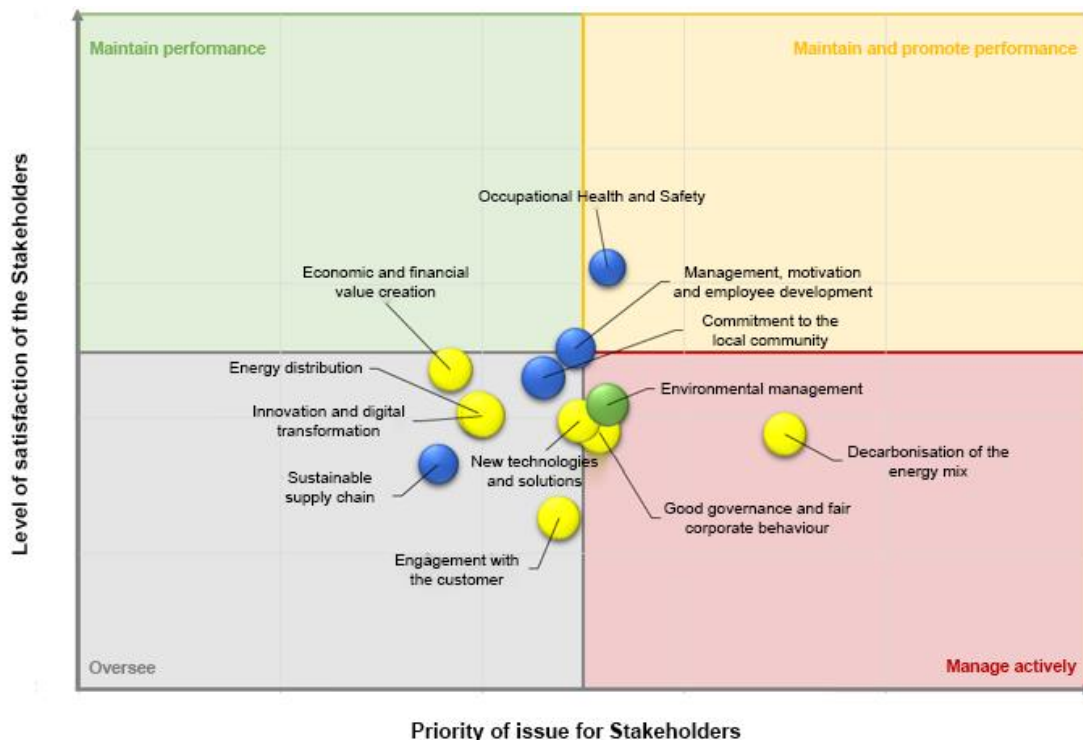 Maintain performance
Maintain and promote performance
Occupational Health and Safety
Economic and financial
value creation
Management, motivation
and employee development
Commitment to the
local community
Energy distribution
Environmental management
Innovation and digital
transformation
New technologies
and solutions
Decarbonisation of the
energy mix
Sustainable
supply chain
Good governance and fair
corporate behaviour
Engagement with
the customer
Oversee
Manage actively
Level of satisfaction of the Stakeholders
Priority of issue for Stakeholders